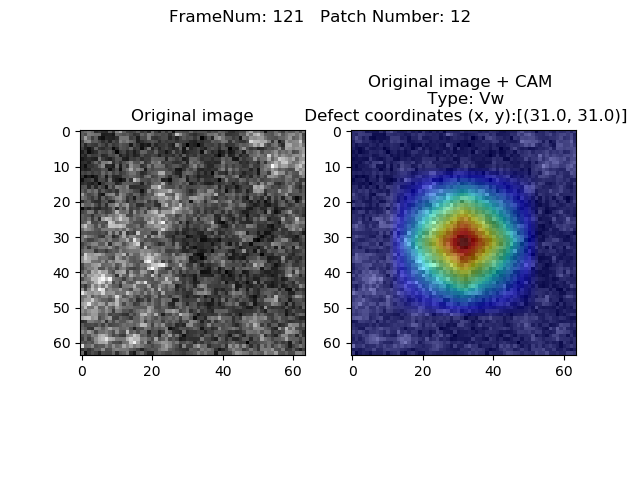 FrameNum: 121   Patch Number: 12
Original image
Original image + CAM
Type: Vw
Defect coordinates (x, y):[(31.0, 31.0)]
0
10
20
30
40
50
60
0 20 40 60
0
10
20
30
40
50
60
0 20 40 60